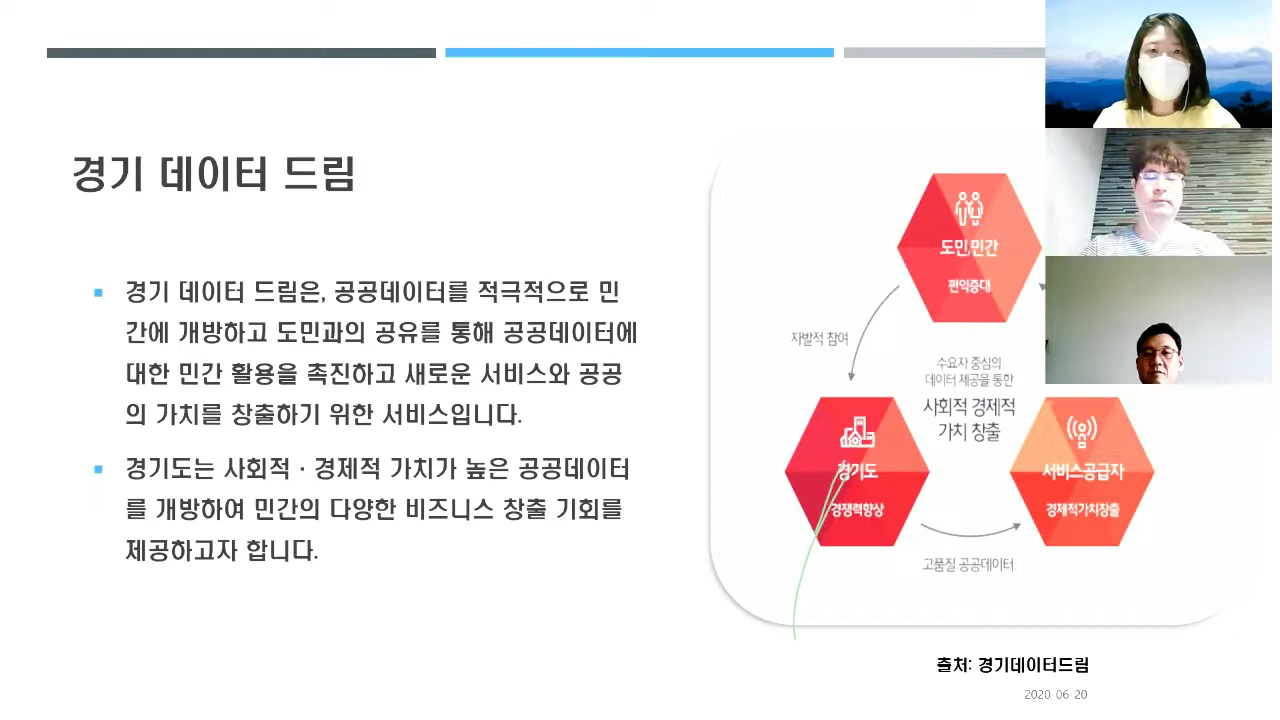 경기 데이터 드림
경기 데이터 드림은, 공공데이터를 적극적으로 민
간에 개방하고 도민과의 공유를 통해 공공데이터에
대한 민간 활용을 촉진하고 새로운 서비스와 공공
의 가치를 창출하기 위한 서비스입니다.
경기도는 사회적 · 경제적 가치가 높은 공공데이터
를 개방하여 민간의 다양한 비즈니스 창출 기회를
제공하고자 합니다.
도민,민간
편익증대
자발적 참여
수요자 중심의
데이터 제공을 통한
사회적 경제적
가치 창출
경기도
경쟁력향상
서비스공급자
경제적가치창출
고품질 공공데이터
출처: 경기데이터드림
2020-06-20